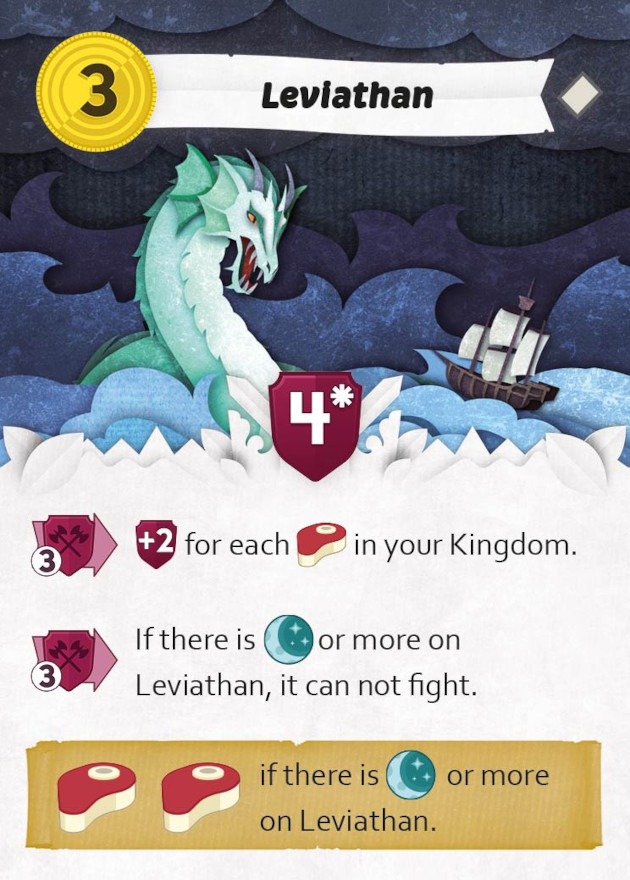 3
Leviathan
4*
3 +2 for each in your Kingdom.
If there is or more on
3
Leviathan, it can not fight.
if there is or more
on Leviathan.